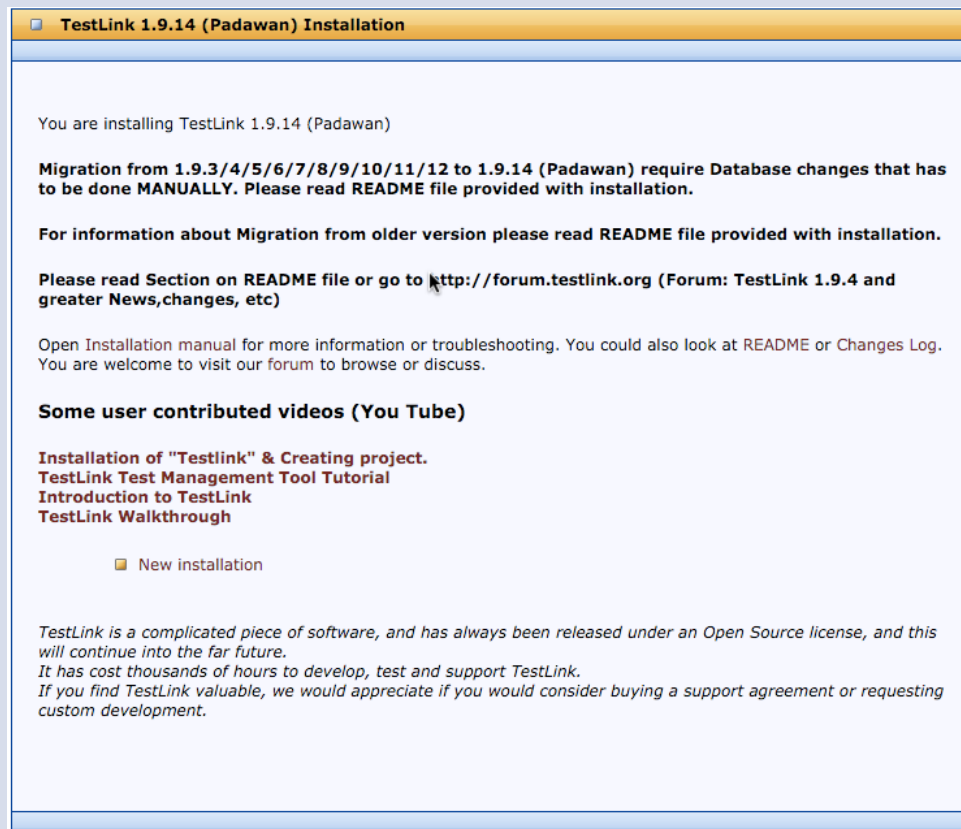 TestLink 1.9.14 (Padawan) Installation
You are installing TestLink 1.9.14 (Padawan)
Migration from 1.9.3/4/5/6/7/8/9/10/11/12 to 1.9.14 (Padawan) require Database changes that has
to be done MANUALLY. Please read README file provided with installation.
For information about Migration from older version please read README file provided with installation.
Please read Section on README file or go to http://forum.testlink.org (Forum: TestLink 1.9.4 and
greater News,changes, etc)
Open Installation manual for more information or troubleshooting. You could also look at README or Changes Log.
You are welcome to visit our forum to browse or discuss.
Some user contributed videos (You Tube)
Installation of "Testlink" & Creating project.
TestLink Test Management Tool Tutorial
Introduction to TestLink
TestLink Walkthrough
New installation
TestLink is a complicated piece of software, and has always been released under an Open Source license, and this
will continue into the far future.
It has cost thousands of hours to develop, test and support TestLink.
If you find TestLink valuable, we would appreciate if you would consider buying a support agreement or requesting
custom development.